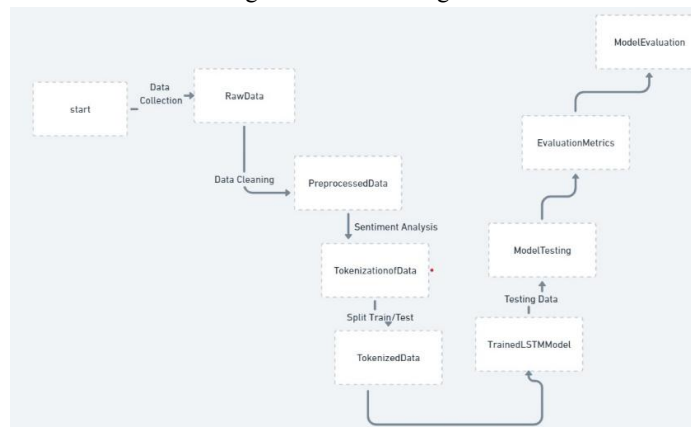 start
Data
Collection
RawData
Data Cleaning
PreprocessedData
Sentiment Analysis
TokenizationofData
Split Train/Test
TokenizedData
TrainedLSTMModel
Testing Data
ModelTesting
EvaluationMetrics
ModelEvaluation